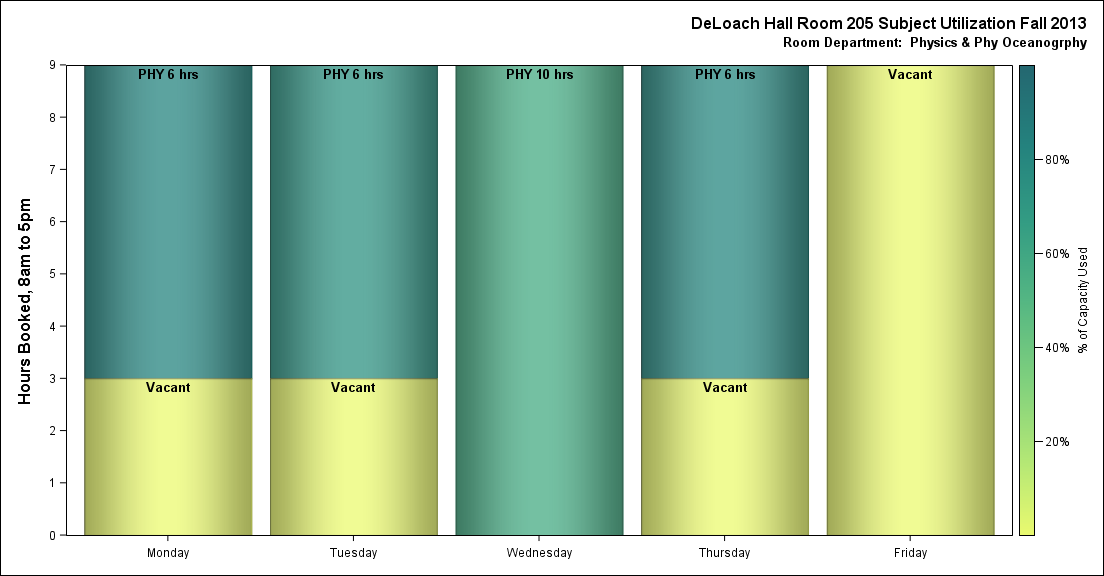 DeLoach Hall Room 205 Subject Utilization Fall 2013
Room Department: Physics & Phy Oceanogrphy
Hours Booked, 8am to 5pm
9
8
7
6
5
4
3
2
1
0
PHY 6 hrs
PHY 6 hrs
PHY 10 hrs
PHY 6 hrs
Vacant
Vacant
Vacant
Vacant
Monday
Tuesday
Wednesday
Thursday
Friday
80%
60%
40%
20%
% of Capacity Used